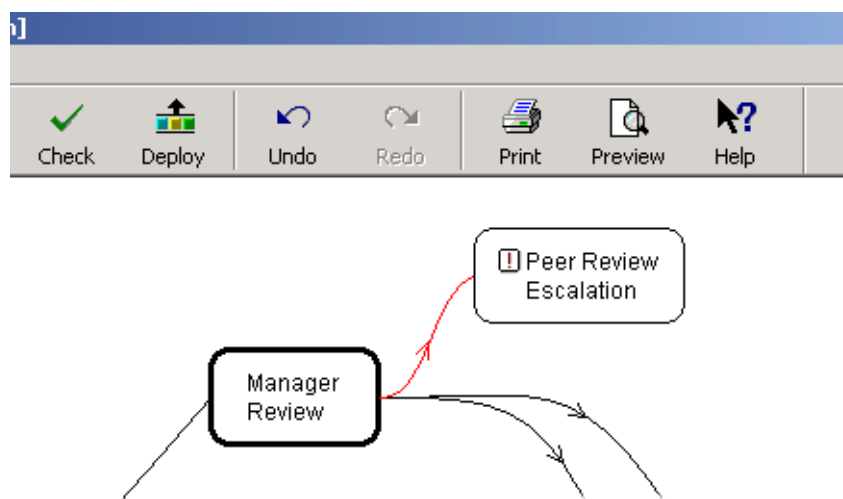 n]
Check Deploy Undo Redo Print Preview Help
! Peer Review
Escalation
Manager
Review